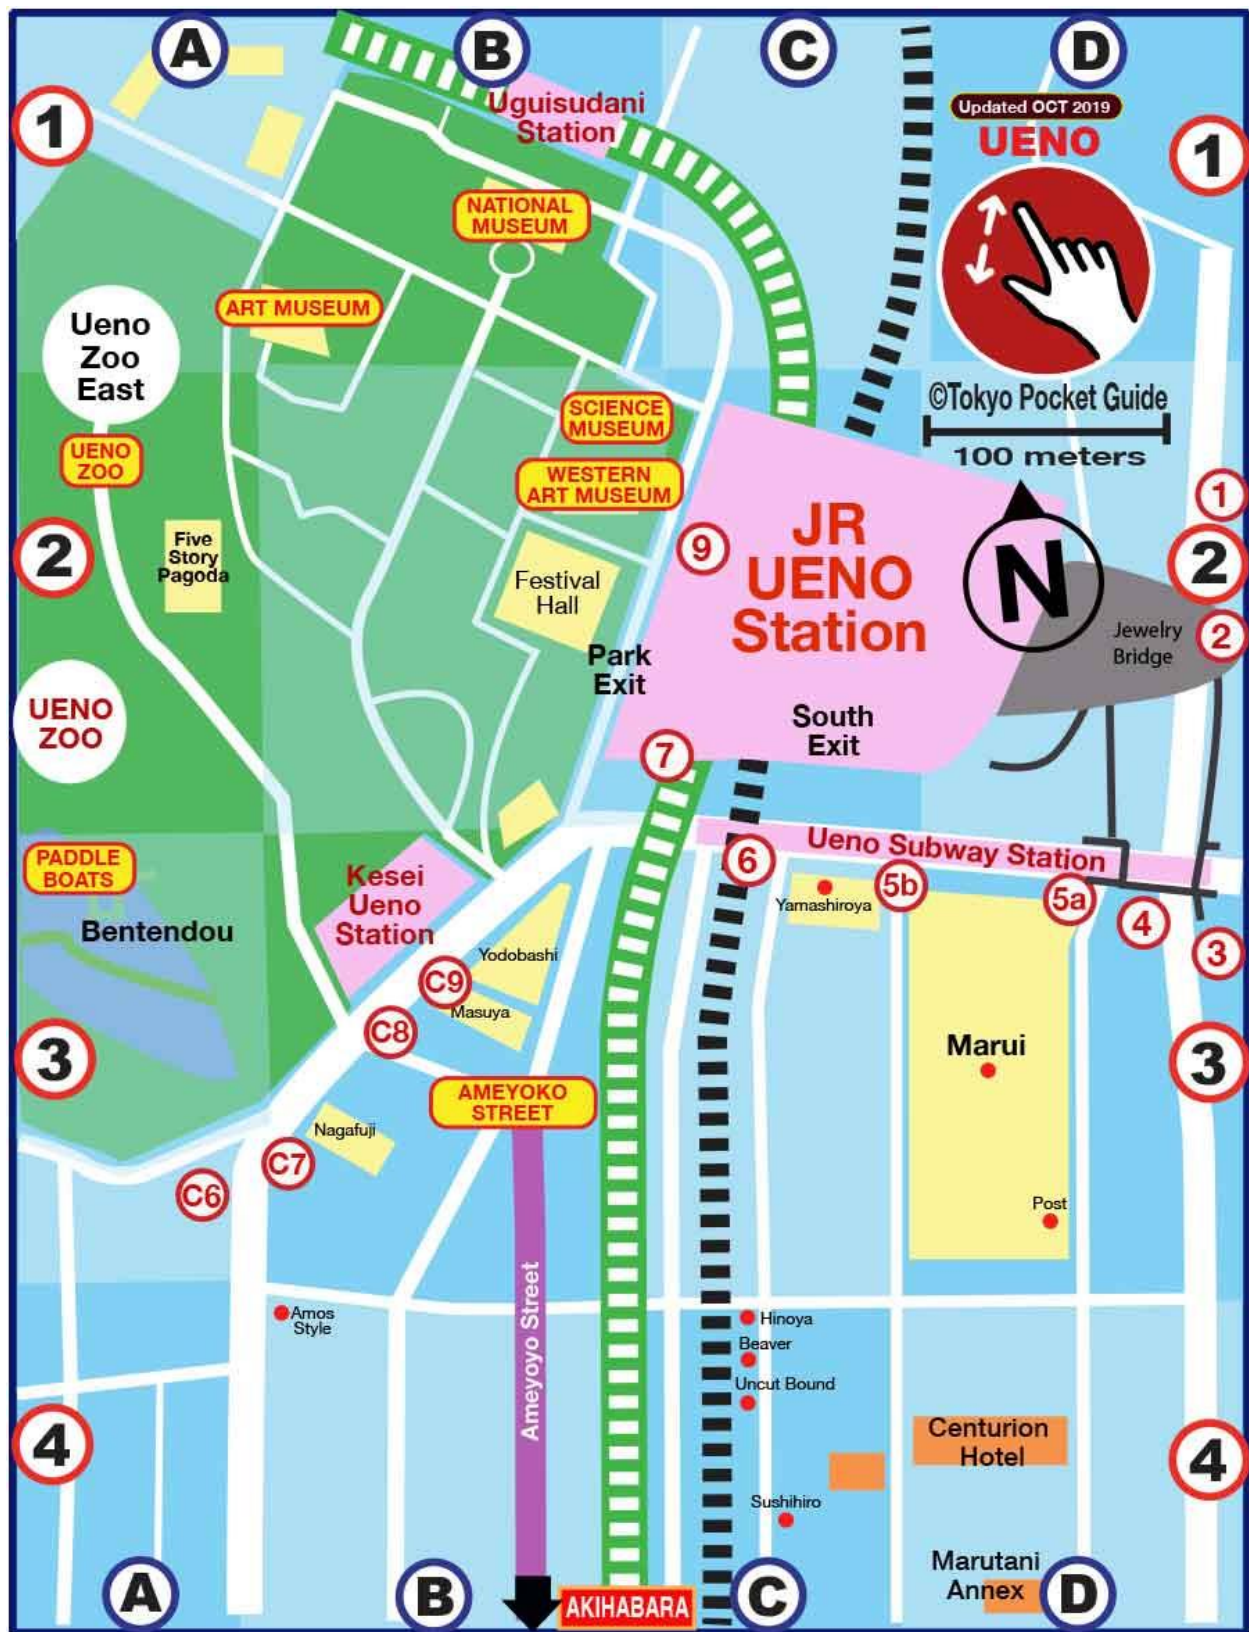 A
B
C
D
1
Uguisudani
Station
Updated OCT 2019
UENO
1
NATIONAL
MUSEUM
ART MUSEUM
Ueno
Zoo
East
©Tokyo Pocket Guide
100 meters
SCIENCE
MUSEUM
UENO
ZOO
WESTERN
ART MUSEUM
1
2
Five
Story
Pagoda
Festival
Hall
9
JR
UENO
Station
N
2
Jewelry
Bridge
2
Park
Exit
UENO
ZOO
South
Exit
7
PADDLE
BOATS
Bentendou
Kesei
Ueno
Station
6
Ueno Subway Station
Yamashiroya
5b
5a
4
3
Yodobashi
C9
Masuya
C8
3
Marui
3
AMEYOKO
STREET
Nagafuji
C7
C6
Post
Ameyoyo Street
Amos
Style
Hinoya
Beaver
Uncut Bound
4
Centurion
Hotel
4
Sushihiro
Marutani
Annex
A
B
AKIHABARA
C
D